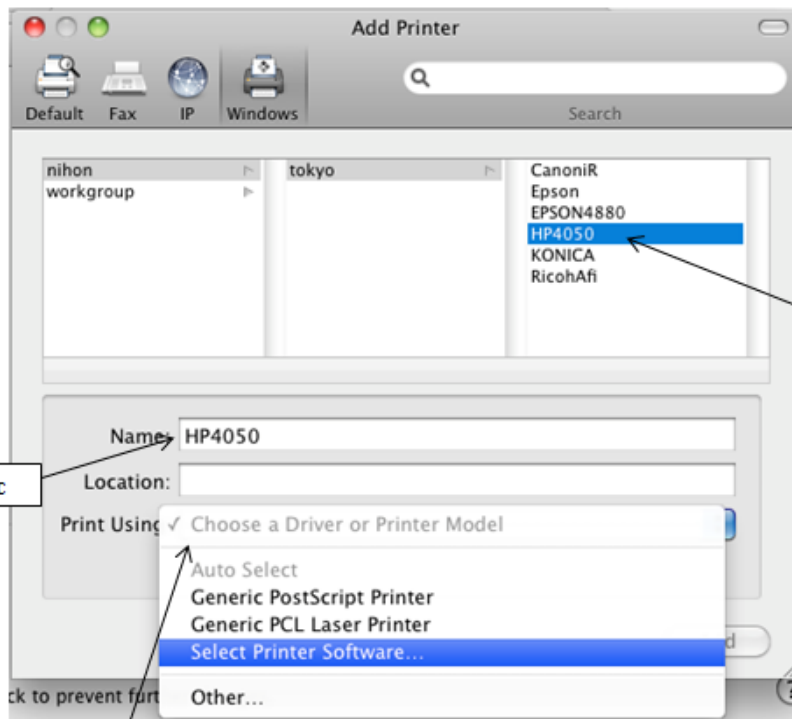 Add Printer
Default Fax IP Windows Search
nihon tokyo CanoniR
workgroup Epson
EPSON4880
HP4050
KONICA
RicohAfi
Name: HP4050
c
Location:
Print Using ✓ Choose a Driver or Printer Model
Auto Select
Generic PostScript Printer
Generic PCL Laser Printer
Select Printer Software...
d
Other...
ck to prevent furt
?